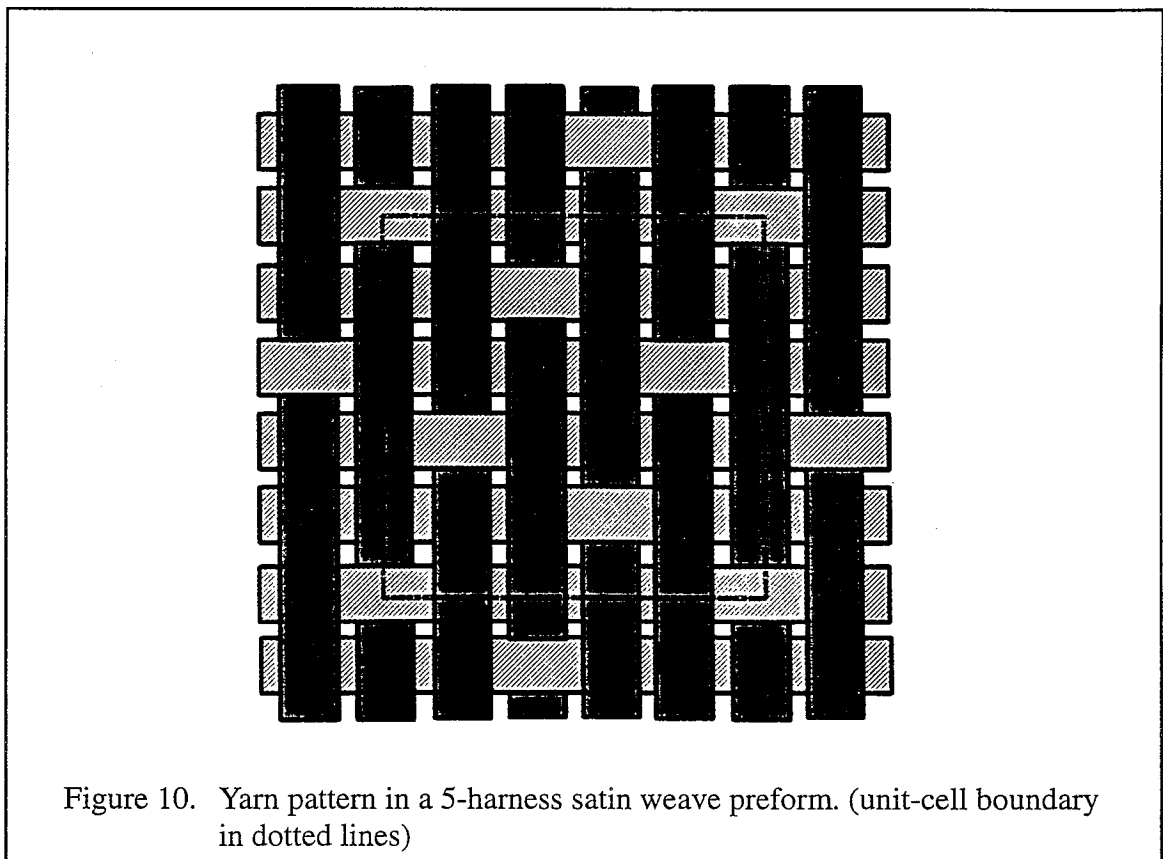 Figure 10. Yarn pattern in a 5-harness satin weave preform. (unit-cell boundary
in dotted lines)